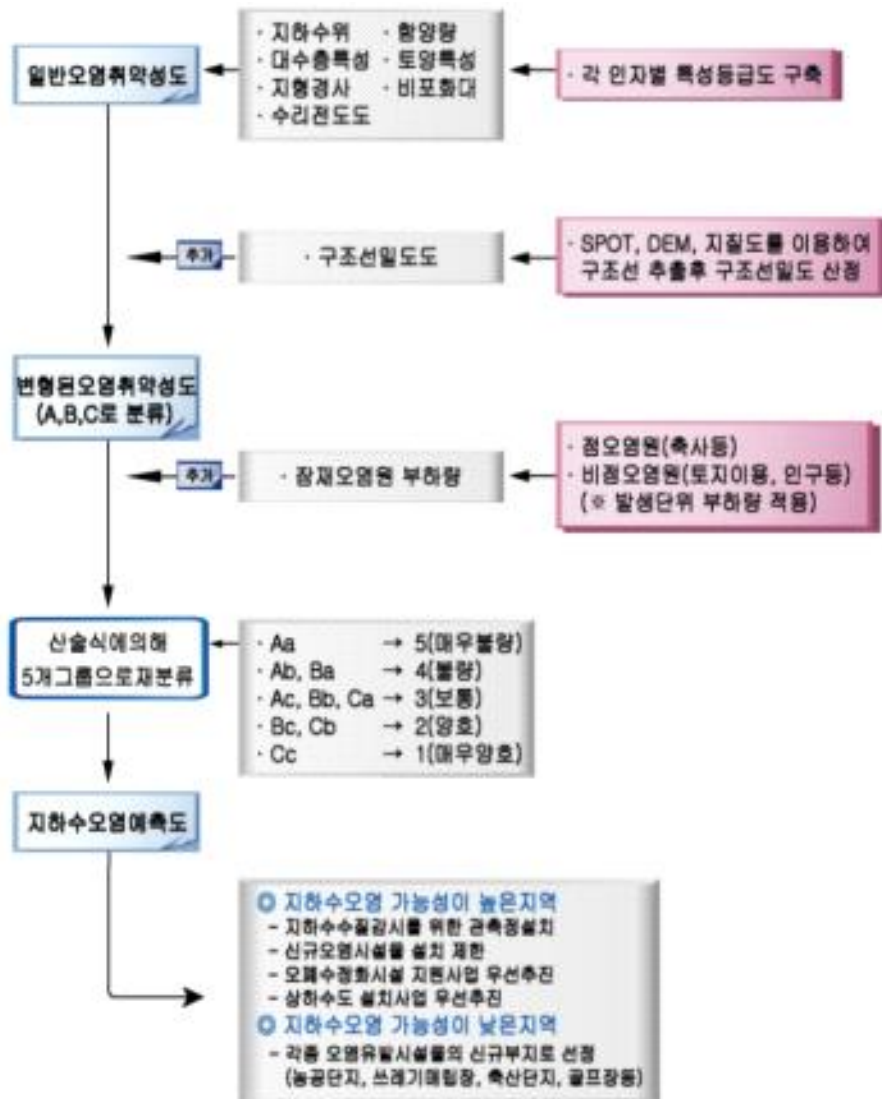 일반오염취약성도
· 지하수위 · 함양량
· 대수층특성 · 토양특성
· 지형경사 · 비포화대
· 수리전도도
· 각 인자별 특성등급도 구축
추가
· 구조선밀도도
· SPOT, DEM, 지질도를 이용하여
구조선 추출후 구조선밀도 산정
변형된오염취약성도
(A,B,C로 분류)
추가
· 잠재오염원 부하량
· 점오염원(축사등)
· 비점오염원(토지이용, 인구등)
(※ 발생단위 부하량 적용)
산술식에의해
5개그룹으로재분류
· Aa → 5(매우불량)
· Ab, Ba → 4(불량)
· Ac, Bb, Ca → 3(보통)
· Bc, Cb → 2(양호)
· Cc → 1(매우양호)
지하수오염예측도
◎ 지하수오염 가능성이 높은지역
- 지하수수질감시를 위한 관측정설치
- 신규오염시설물 설치 제한
- 오폐수정화시설 지원사업 우선추진
- 상하수도 설치사업 우선추진
◎ 지하수오염 가능성이 낮은지역
- 각종 오염유발시설물의 신규부지로 선정
(농공단지, 쓰레기매립장, 축산단지, 골프장등)